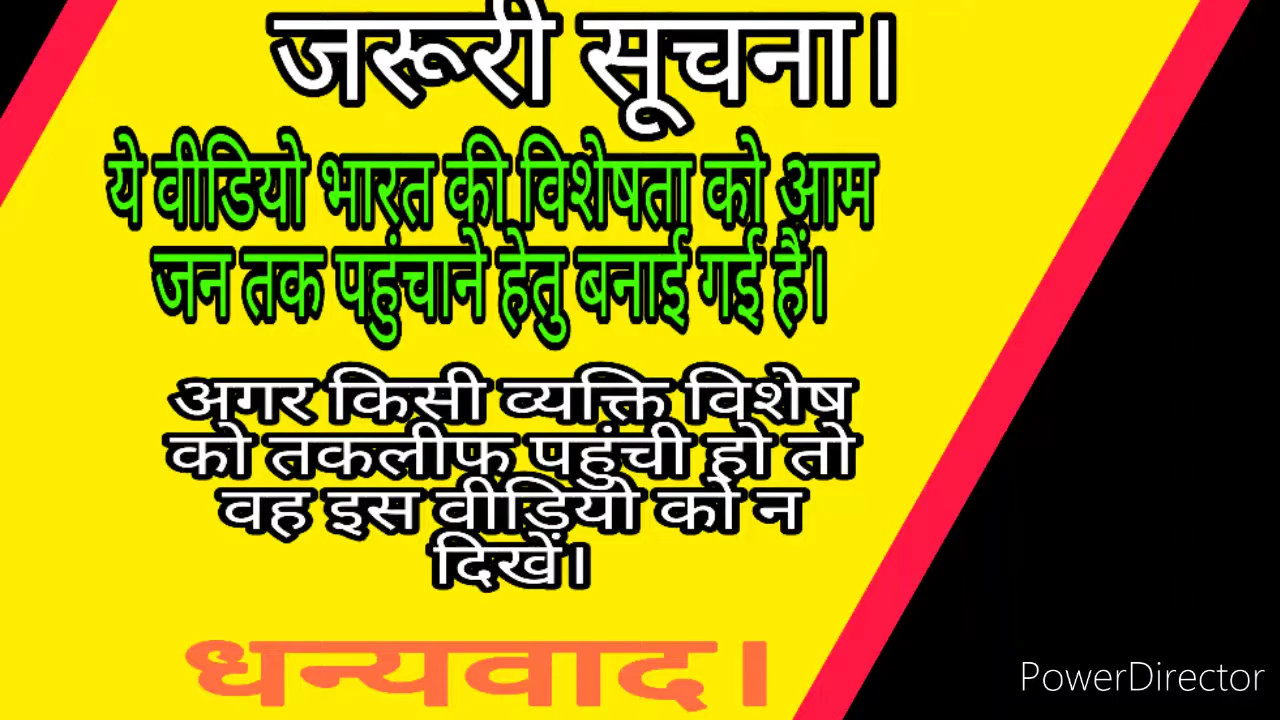 जरूरी सूचना।
ये वीडियो भारत की विशेषता को आम
जन तक पहुंचाने हेतु बनाई गई हैं।
अगर किसी व्यक्ति विशेष
को तकलीफ पहुंची हो तो
वह इस वीड़ियो को न
दिखें।
धन्यवाद।
PowerDirector